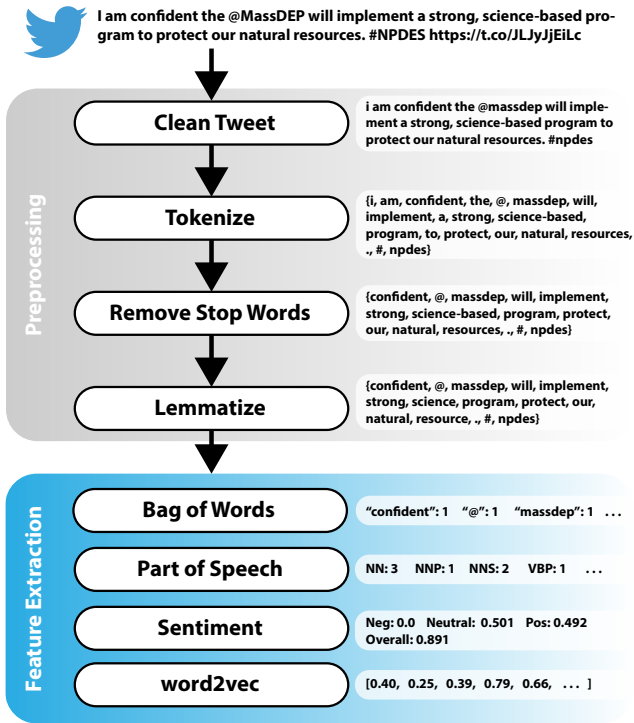 I am confident the @MassDEP will implement a strong, science-based pro-
gram to protect our natural resources. #NPDES https://t.co/JLJyJjEiLc
Preprocessing
Clean Tweet
i am confident the @massdep will imple-
ment a strong, science-based program to
protect our natural resources. #npdes
Tokenize
{i, am, confident, the, @, massdep, will,
implement, a, strong, science-based,
program, to, protect, our, natural, resources,
., #, npdes}
Remove Stop Words
{confident, @, massdep, will, implement,
strong, science-based, program, protect,
our, natural, resources, ., #, npdes}
Lemmatize
{confident, @, massdep, will, implement,
strong, science, program, protect, our,
natural, resource, ., #, npdes}
Feature Extraction
Bag of Words
“confident”: 1 “@”: 1 “massdep”: 1 ...
Part of Speech
NN: 3 NNP: 1 NNS: 2 VBP: 1 ...
Sentiment
Neg: 0.0 Neutral: 0.501 Pos: 0.492
Overall: 0.891
word2vec
[0.40, 0.25, 0.39, 0.79, 0.66, ... ]